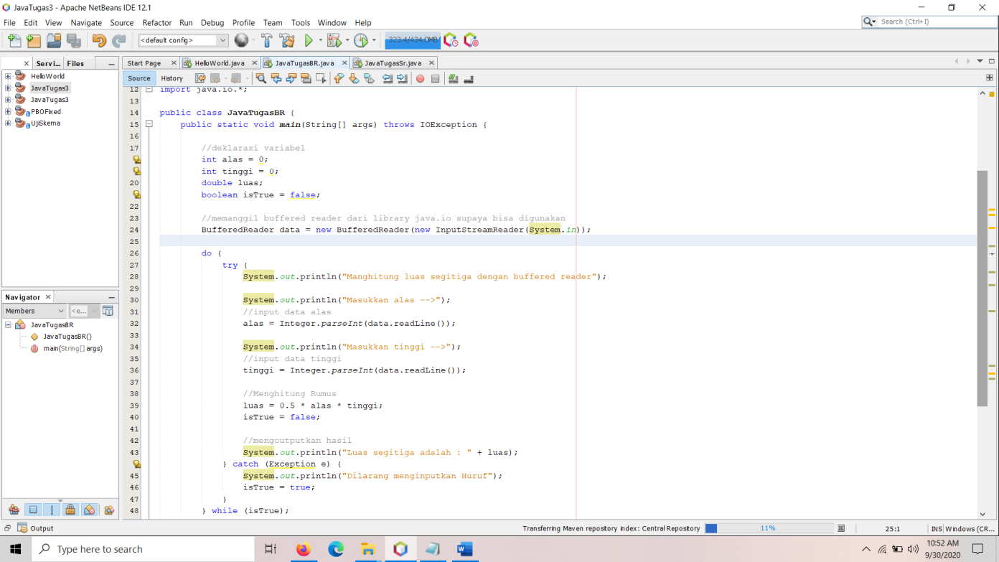 JavaTugas3 - Apache NetBeans IDE 12.1
File Edit View Navigate Source Refactor Run Debug Profile Team Tools Window Help
Search (Ctrl+I)
<default config>
323.4/434.0MB
Servi... Files
Start Page HelloWorld.java JavaTugasBR.java JavaTugasSr.java
Source History
HelloWorld
JavaTugas3
JavaTugas3
PBOFixed
UjiSkema
12 import java.io.*;
13
14 public class JavaTugasBR {
15 public static void main(String[] args) throws IOException {
16
17 //deklarasi variabel
int alas = 0;
int tinggi = 0;
20 double luas;
boolean isTrue = false;
22
23 //memanggil buffered reader dari library java.io supaya bisa digunakan
24 BufferedReader data = new BufferedReader(new InputStreamReader(System.in));
25
26 do {
27 try {
28 System.out.println("Manghitung luas segitiga dengan buffered reader");
29
30 System.out.println("Masukkan alas -->");
31 //input data alas
32 alas = Integer.parseInt(data.readLine());
33
34 System.out.println("Masukkan tinggi -->");
35 //input data tinggi
36 tinggi = Integer.parseInt(data.readLine());
37
38 //Menghitung Rumus
39 luas = 0.5 * alas * tinggi;
40 isTrue = false;
41
42 //mengoutputkan hasil
43 System.out.println("Luas segitiga adalah : " + luas);
} catch (Exception e) {
45 System.out.println("Dilarang menginputkan Huruf");
46 isTrue = true;
47 }
48 } while (isTrue);
Navigator
Members <e...
JavaTugasBR
JavaTugasBR()
main(String[] args)
Output
Transferring Maven repository index: Central Repository 11% 25:1 INS Windows (CR...
Type here to search
10:52 AM
9/30/2020